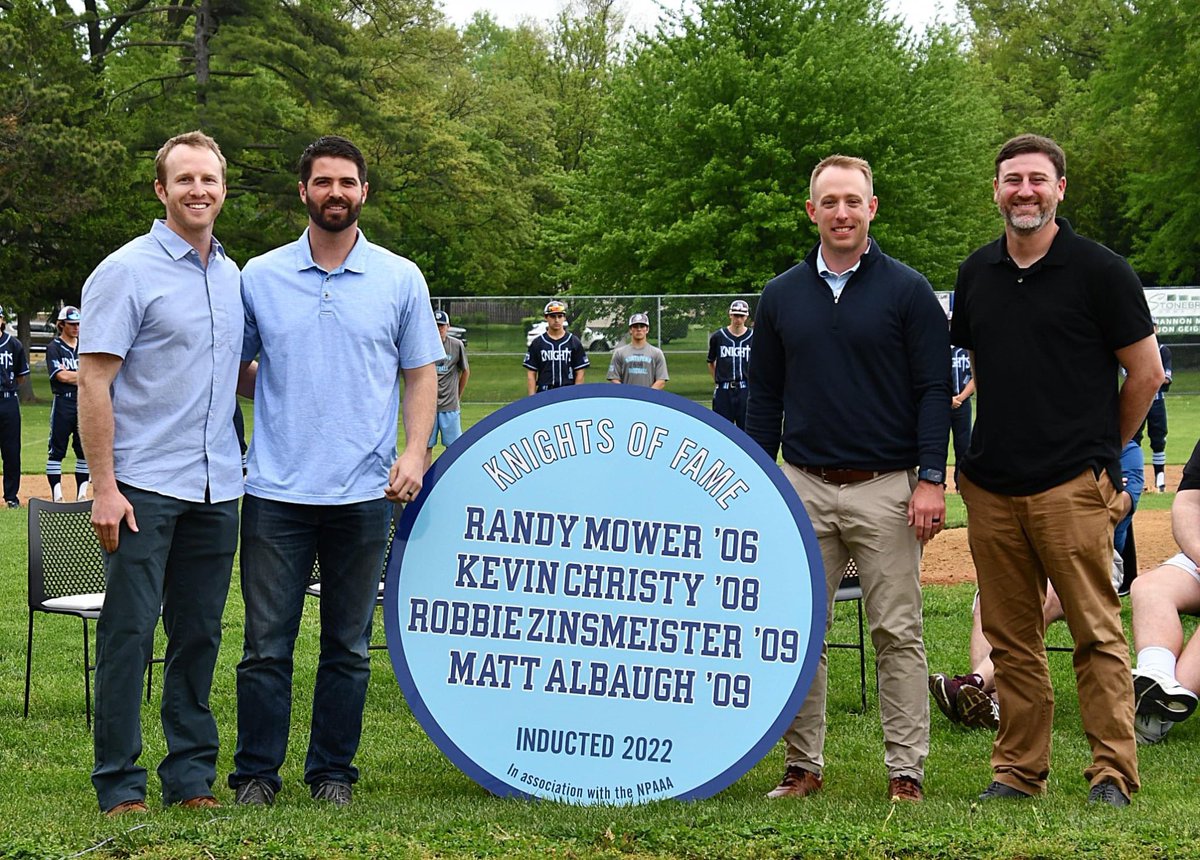 KNIGHTS OF FAME
RANDY MOWER '06
KEVIN CHRISTY '08
ROBBIE ZINSMEISTER '09
MATT ALBAUGH '09
INDUCTED 2022
In association with the NPAAA
KNIGHTS
KNIGHTS